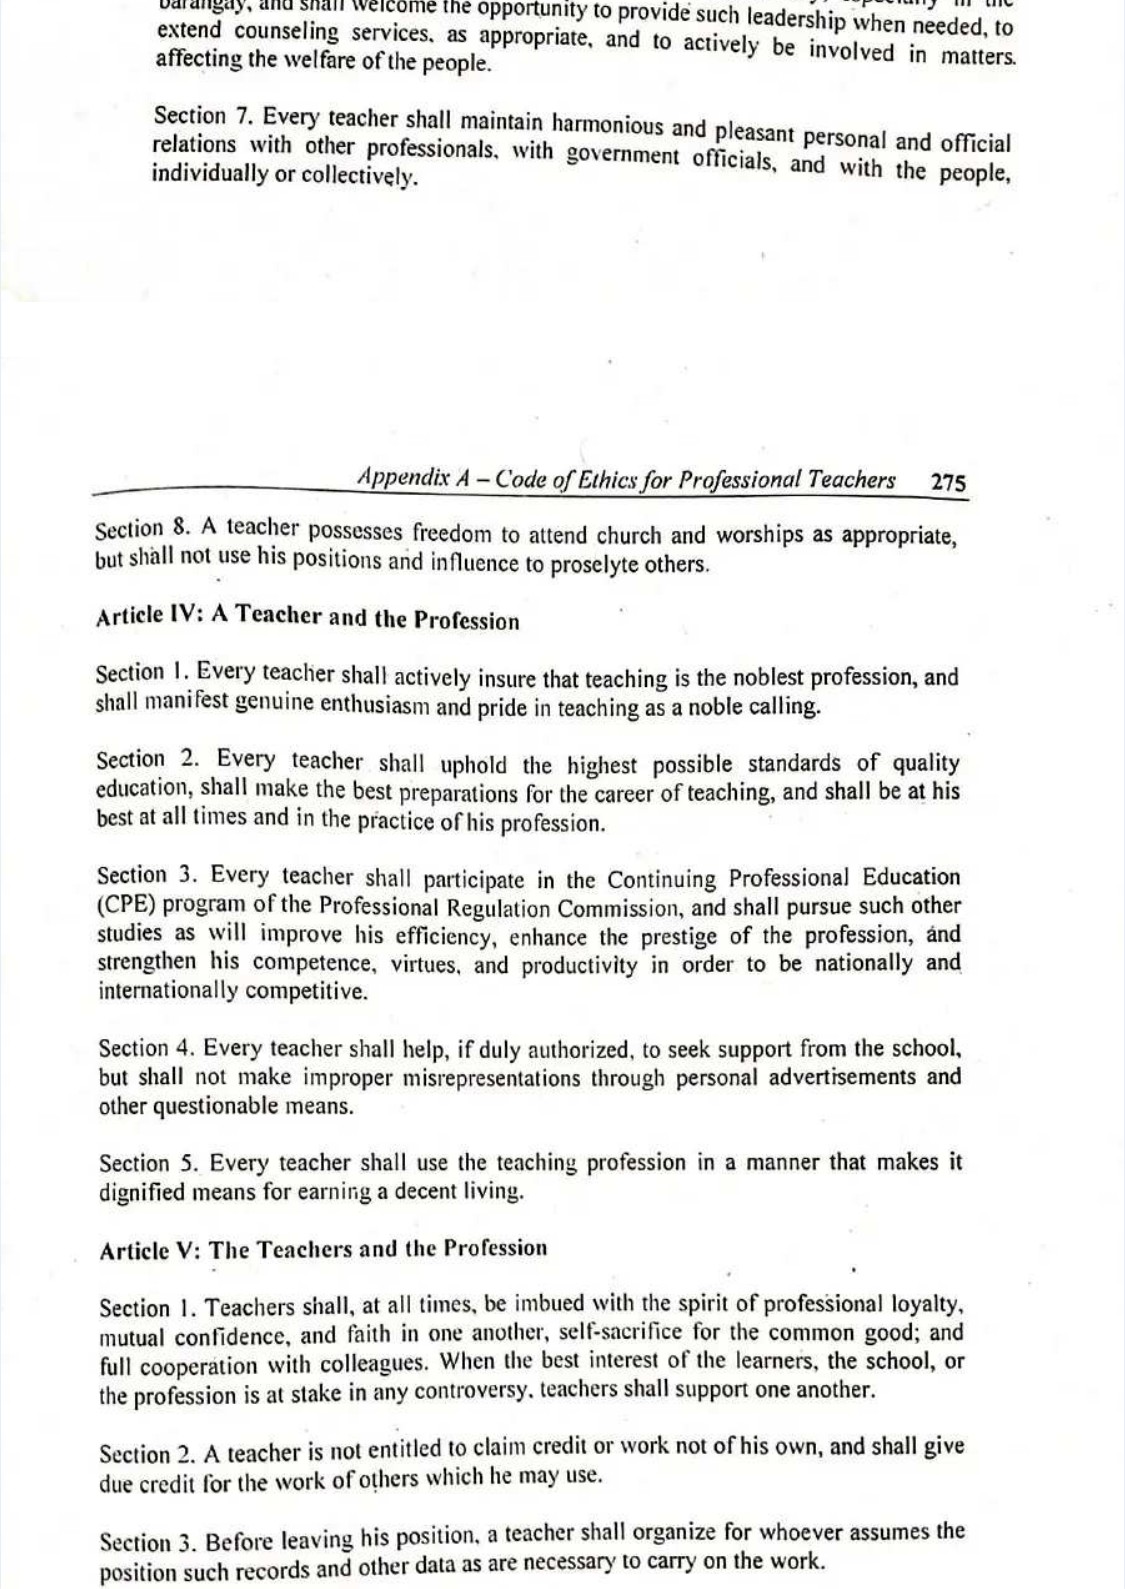 barangay, and shall welcome the opportunity to provide such leadership when needed, to
extend counseling services, as appropriate, and to actively be involved in matters.
affecting the welfare of the people.
Section 7. Every teacher shall maintain harmonious and pleasant personal and official
relations with other professionals, with government officials, and with the people,
individually or collectively.
Appendix A – Code of Ethics for Professional Teachers 275
Section 8. A teacher possesses freedom to attend church and worships as appropriate,
but shall not use his positions and influence to proselyte others.
Article IV: A Teacher and the Profession
Section 1. Every teacher shall actively insure that teaching is the noblest profession, and
shall manifest genuine enthusiasm and pride in teaching as a noble calling.
Section 2. Every teacher shall uphold the highest possible standards of quality
education, shall make the best preparations for the career of teaching, and shall be at his
best at all times and in the practice of his profession.
Section 3. Every teacher shall participate in the Continuing Professional Education
(CPE) program of the Professional Regulation Commission, and shall pursue such other
studies as will improve his efficiency, enhance the prestige of the profession, and
strengthen his competence, virtues, and productivity in order to be nationally and
internationally competitive.
Section 4. Every teacher shall help, if duly authorized, to seek support from the school,
but shall not make improper misrepresentations through personal advertisements and
other questionable means.
Section 5. Every teacher shall use the teaching profession in a manner that makes it
dignified means for earning a decent living.
Article V: The Teachers and the Profession
Section 1. Teachers shall, at all times, be imbued with the spirit of professional loyalty,
mutual confidence, and faith in one another, self-sacrifice for the common good; and
full cooperation with colleagues. When the best interest of the learners, the school, or
the profession is at stake in any controversy, teachers shall support one another.
Section 2. A teacher is not entitled to claim credit or work not of his own, and shall give
due credit for the work of others which he may use.
Section 3. Before leaving his position, a teacher shall organize for whoever assumes the
position such records and other data as are necessary to carry on the work.